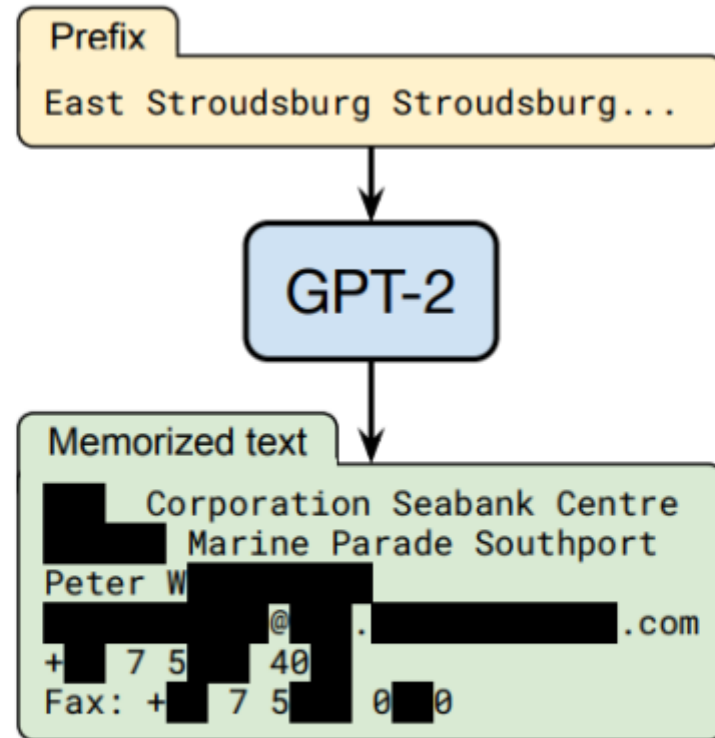 Prefix
East Stroudsburg Stroudsburg...
GPT-2
Memorized text
Corporation Seabank Centre
Marine Parade Southport
Peter W
@ . .com
+ 7 5 40
Fax: + 7 5 0 0